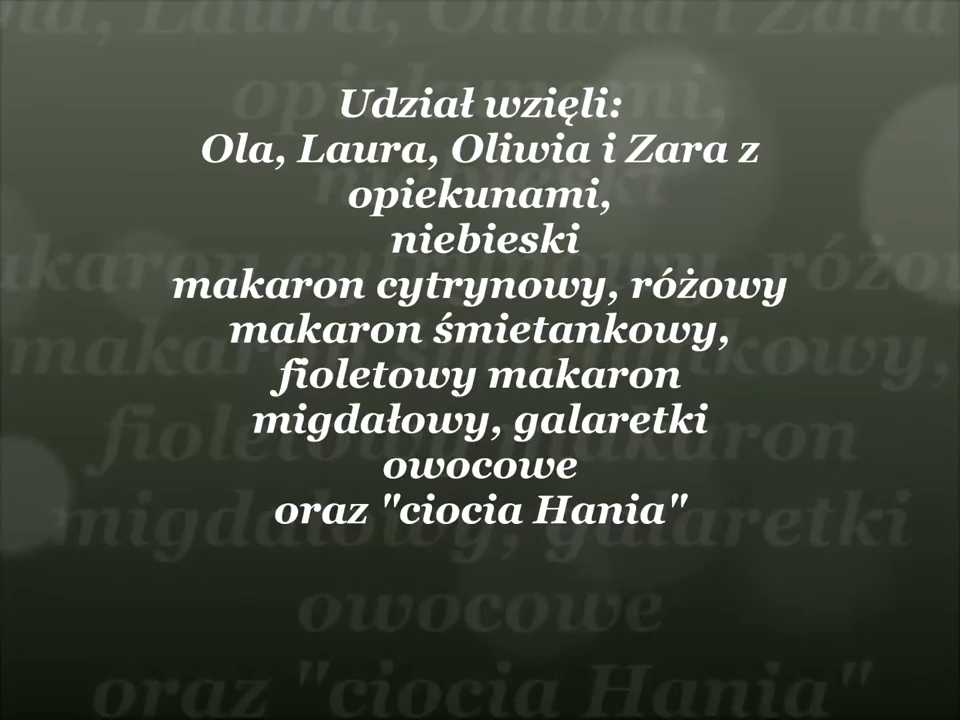 Udział wzięli:
Ola, Laura, Oliwia i Zara z
opiekunami,
niebieski
makaron cytrynowy, różowy
makaron śmietankowy,
fioletowy makaron
migdałowy, galaretki
owocowe
oraz "ciocia Hania"